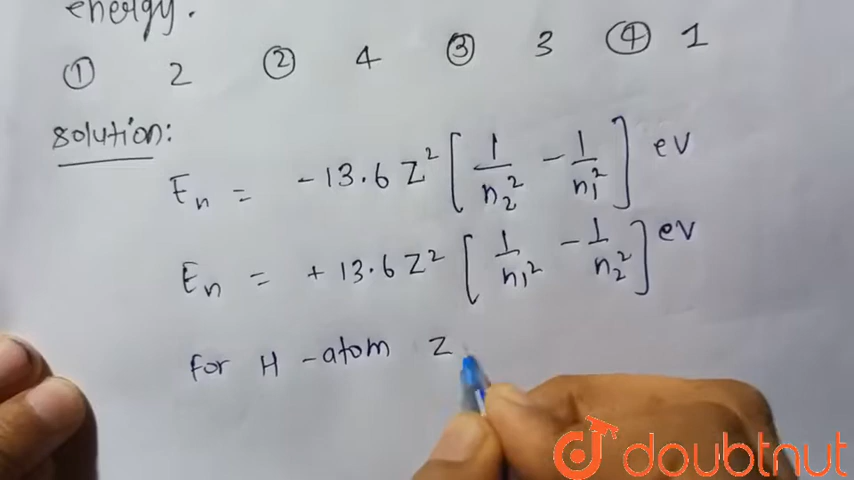 energy.
① 2 ② 4 ③ 3 ④ 1
solution:
En = -13.6 Z² [1/n₂² - 1/n₁²] eV
En = +13.6 Z² [1/n₁² - 1/n₂²] eV
for H-atom Z
doubtnut